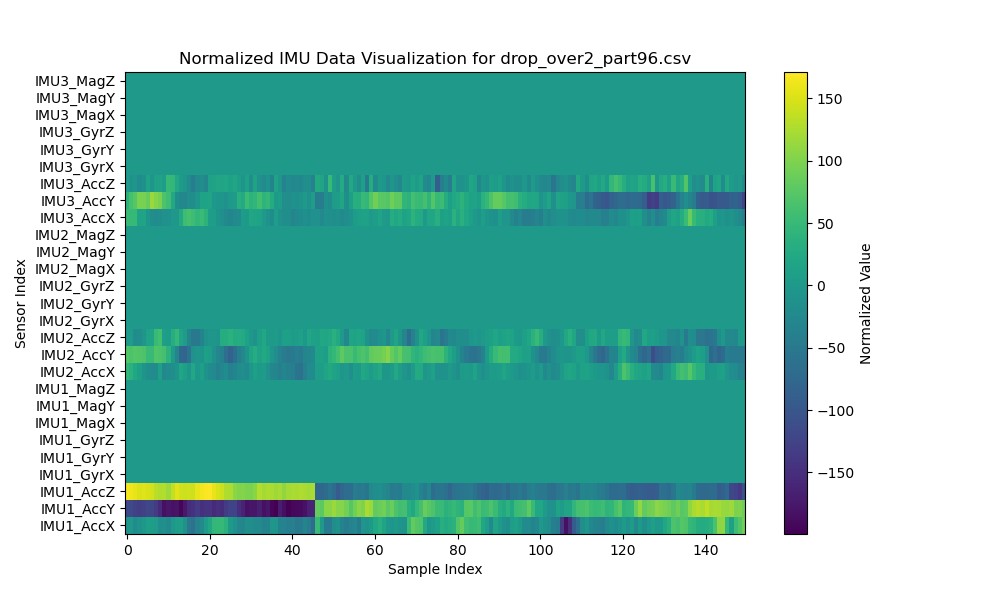 Normalized IMU Data Visualization for drop_over2_part96.csv
IMU3_MagZ
IMU3_MagY
IMU3_MagX
IMU3_GyrZ
IMU3_GyrY
IMU3_GyrX
IMU3_AccZ
IMU3_AccY
IMU3_AccX
IMU2_MagZ
IMU2_MagY
IMU2_MagX
IMU2_GyrZ
IMU2_GyrY
IMU2_GyrX
IMU2_AccZ
IMU2_AccY
IMU2_AccX
IMU1_MagZ
IMU1_MagY
IMU1_MagX
IMU1_GyrZ
IMU1_GyrY
IMU1_GyrX
IMU1_AccZ
IMU1_AccY
IMU1_AccX
Sensor Index
0 20 40 60 80 100 120 140
Sample Index
150
100
50
0
−50
−100
−150
Normalized Value